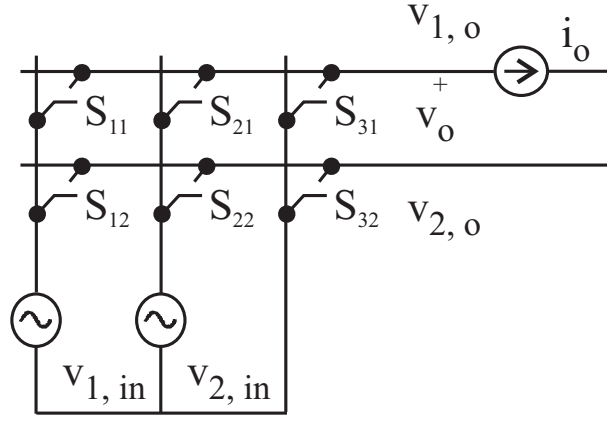 v1, o
io
+
vo
S11 S21 S31
S12 S22 S32
v2, o
v1, in v2, in